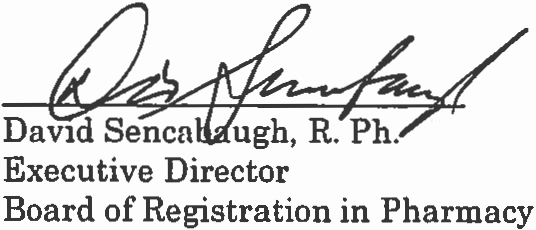 David Sencabaugh, R. Ph.
Executive Director
Board of Registration in Pharmacy